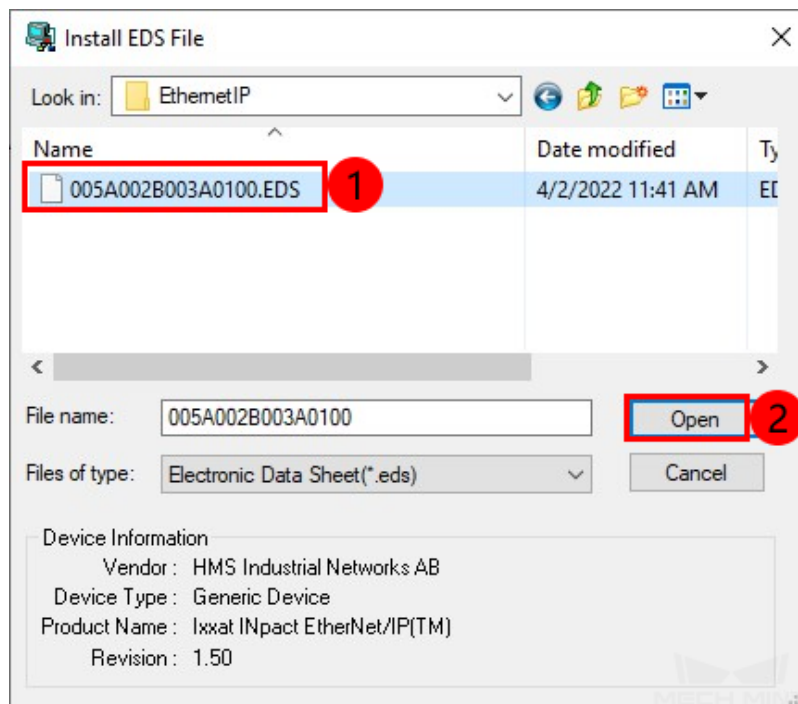 Install EDS File
Look in: EthernetIP
Name Date modified Ty
005A002B003A0100.EDS 1 4/2/2022 11:41 AM ED
File name: 005A002B003A0100 Open 2
Files of type: Electronic Data Sheet(*.eds) Cancel
Device Information
Vendor : HMS Industrial Networks AB
Device Type : Generic Device
Product Name : Ixxat INpact EtherNet/IP(TM)
Revision : 1.50
MECH MIN